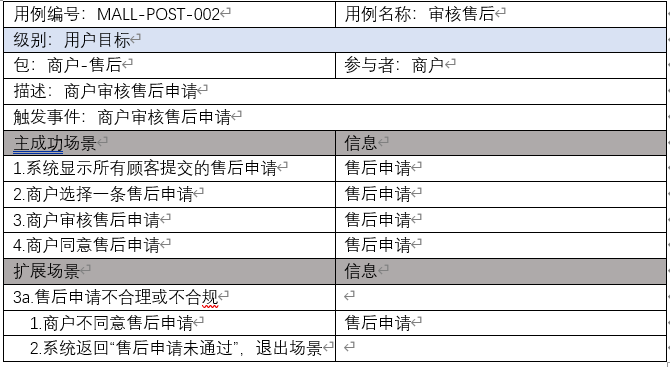 用例编号：MALL-POST-002 用例名称：审核售后
级别：用户目标
包：商户-售后 参与者：商户
描述：商户审核售后申请
触发事件：商户审核售后申请
主成功场景 信息
1.系统显示所有顾客提交的售后申请 售后申请
2.商户选择一条售后申请 售后申请
3.商户审核售后申请 售后申请
4.商户同意售后申请 售后申请
扩展场景 信息
3a.售后申请不合理或不合规
1.商户不同意售后申请 售后申请
2.系统返回“售后申请未通过”，退出场景